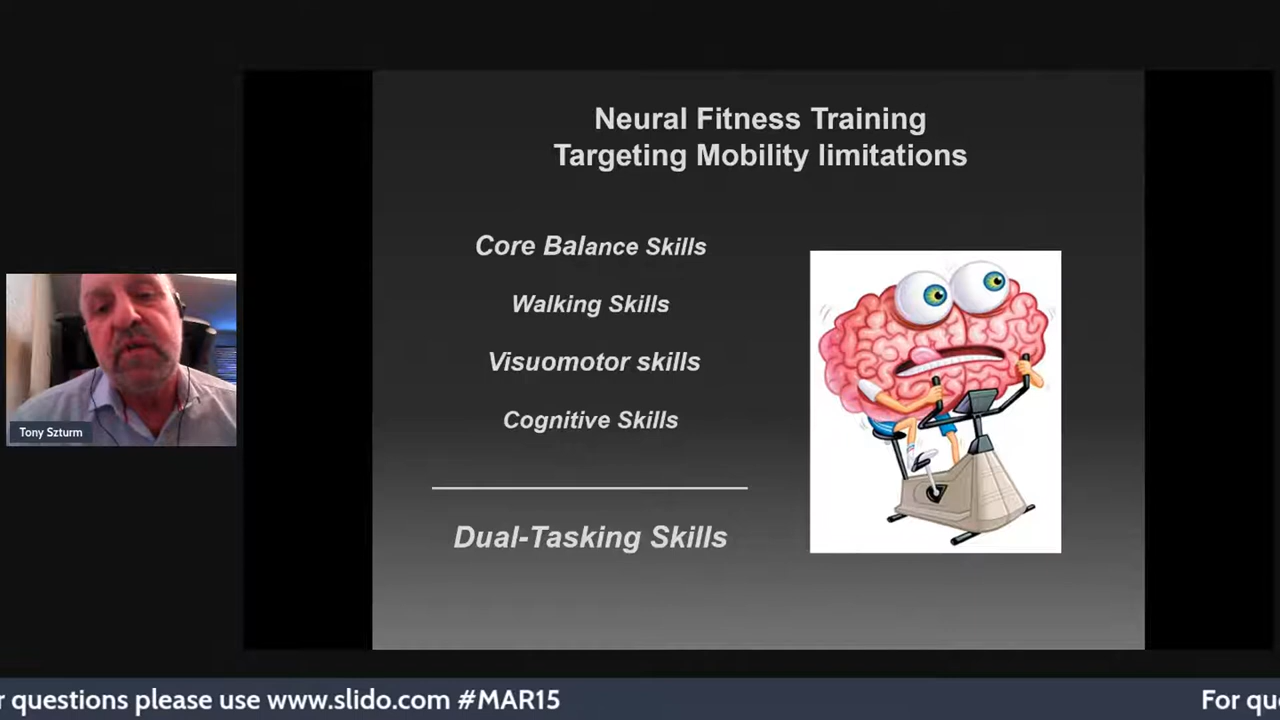 Neural Fitness Training
Targeting Mobility limitations
Core Balance Skills
Walking Skills
Visuomotor skills
Cognitive Skills
Dual-Tasking Skills
Tony Szturm
questions please use www.slido.com #MAR15
For